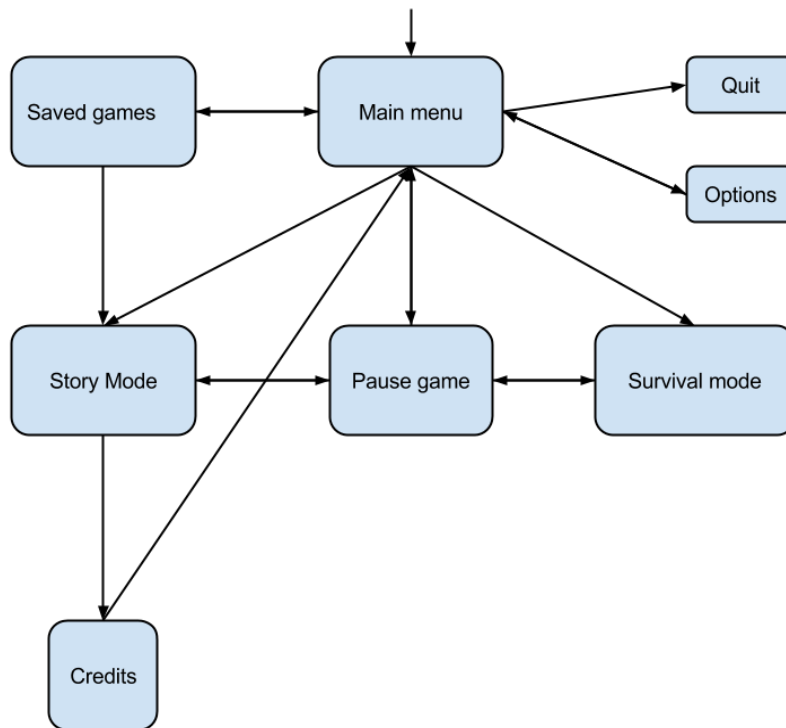 Saved games
Main menu
Quit
Options
Story Mode
Pause game
Survival mode
Credits